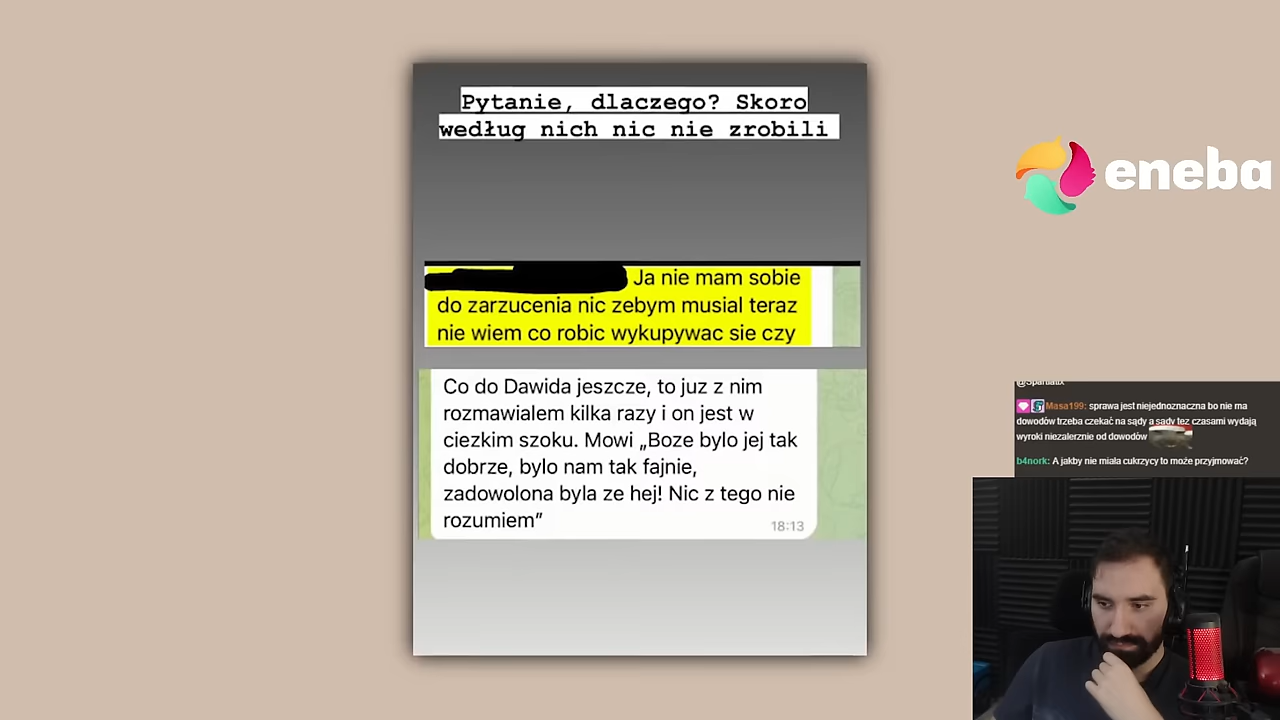 Pytanie, dlaczego? Skoro
według nich nic nie zrobili
eneba
Ja nie mam sobie
do zarzucenia nic zebym musial teraz
nie wiem co robic wykupywac sie czy
Co do Dawida jeszcze, to juz z nim
rozmawialem kilka razy i on jest w
ciezkim szoku. Mowi „Boze bylo jej tak
dobrze, bylo nam tak fajnie,
zadowolona byla ze hej! Nic z tego nie
rozumiem”
18:13
@Spartiatix
Masa199: sprawa jest niejednoznaczna bo nie ma
dowodów trzeba czekać na sądy a sądy tez czasami wydają
wyroki niezalerznie od dowodów
b4nork: A jakby nie miała cukrzycy to może przyjmować?